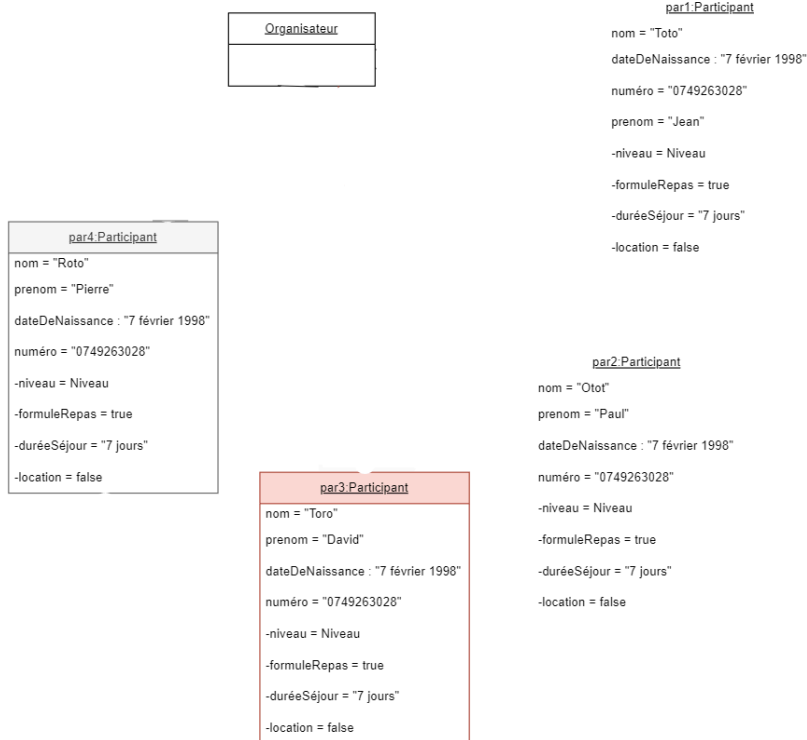 Organisateur
par1:Participant
nom = "Toto"
dateDeNaissance : "7 février 1998"
numéro = "0749263028"
prenom = "Jean"
-niveau = Niveau
-formuleRepas = true
-duréeSéjour = "7 jours"
-location = false
par4:Participant
nom = "Roto"
prenom = "Pierre"
dateDeNaissance : "7 février 1998"
numéro = "0749263028"
-niveau = Niveau
-formuleRepas = true
-duréeSéjour = "7 jours"
-location = false
par2:Participant
nom = "Otot"
prenom = "Paul"
dateDeNaissance : "7 février 1998"
numéro = "0749263028"
-niveau = Niveau
-formuleRepas = true
-duréeSéjour = "7 jours"
-location = false
par3:Participant
nom = "Toro"
prenom = "David"
dateDeNaissance : "7 février 1998"
numéro = "0749263028"
-niveau = Niveau
-formuleRepas = true
-duréeSéjour = "7 jours"
-location = false